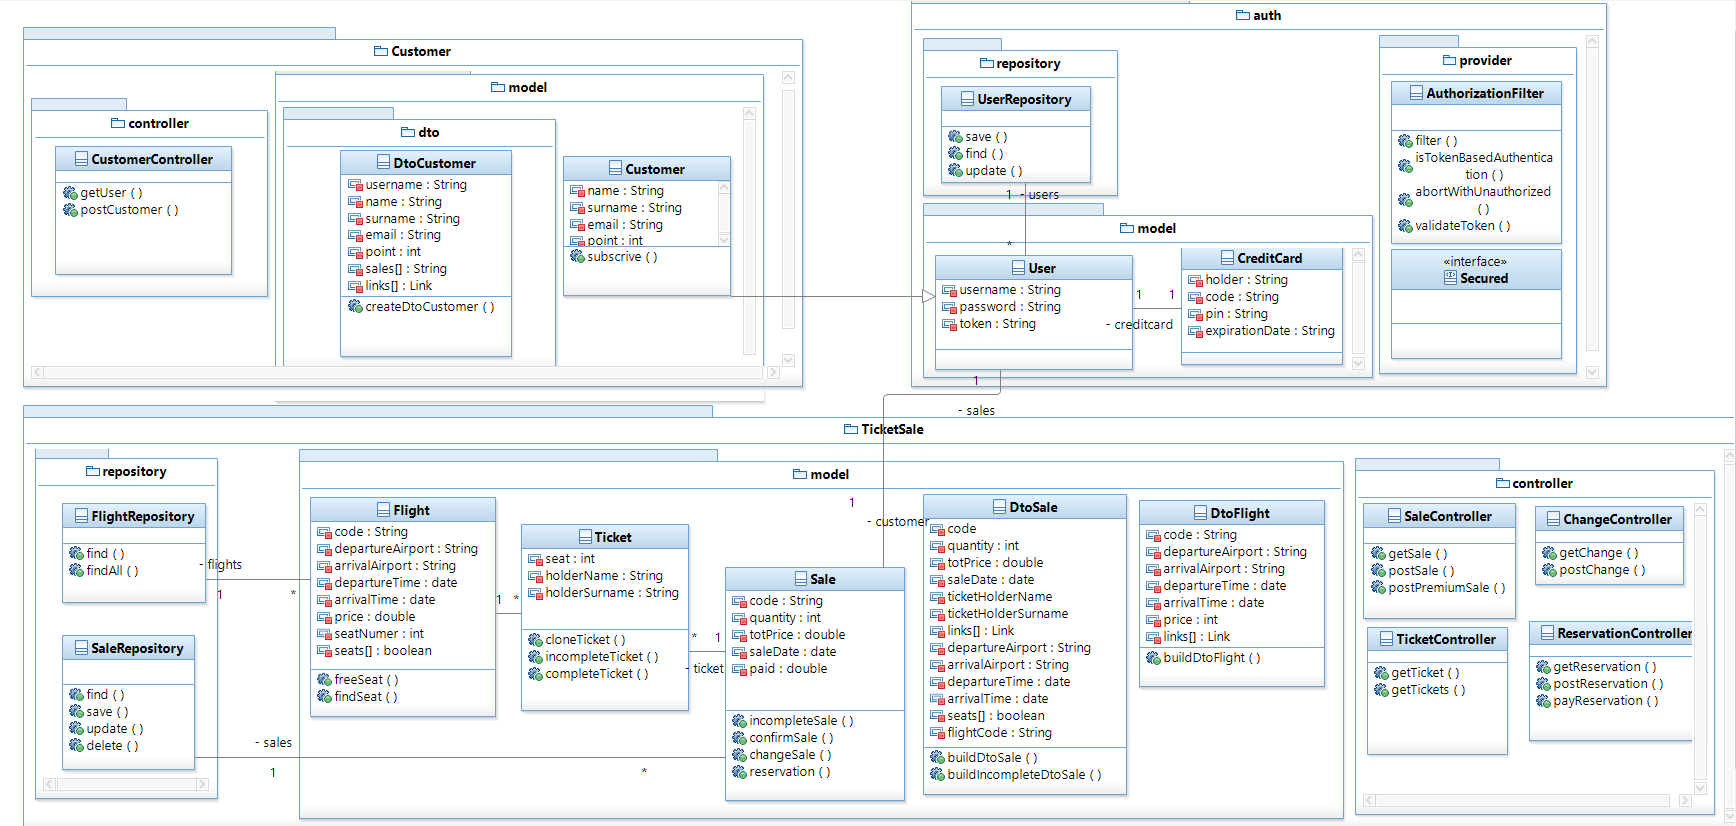 Customer
controller
CustomerController
getUser ( )
postCustomer ( )
model
dto
DtoCustomer
username : String
name : String
surname : String
email : String
point : int
sales[] : String
links[] : Link
createDtoCustomer ( )
Customer
name : String
surname : String
email : String
point : int
subscrive ( )
auth
repository
UserRepository
save ( )
find ( )
update ( )
1
- users
*
model
User
username : String
password : String
token : String
1
1
- creditcard
CreditCard
holder : String
code : String
pin : String
expirationDate : String
provider
AuthorizationFilter
filter ( )
isTokenBasedAuthentica
tion ( )
abortWithUnauthorized
( )
validateToken ( )
«interface»
Secured
1
- sales
TicketSale
repository
FlightRepository
find ( )
findAll ( )
- flights
1
*
SaleRepository
find ( )
save ( )
update ( )
delete ( )
- sales
1
*
model
Flight
code : String
departureAirport : String
arrivalAirport : String
departureTime : date
arrivalTime : date
price : double
seatNumer : int
seats[] : boolean
freeSeat ( )
findSeat ( )
1
*
Ticket
seat : int
holderName : String
holderSurname : String
cloneTicket ( )
incompleteTicket ( )
completeTicket ( )
*
1
- ticket
1
- customer
Sale
code : String
quantity : int
totPrice : double
saleDate : date
paid : double
incompleteSale ( )
confirmSale ( )
changeSale ( )
reservation ( )
DtoSale
code
quantity : int
totPrice : double
saleDate : date
ticketHolderName
ticketHolderSurname
links[] : Link
departureAirport : String
arrivalAirport : String
departureTime : date
arrivalTime : date
seats[] : boolean
flightCode : String
buildDtoSale ( )
buildIncompleteDtoSale ( )
DtoFlight
code : String
departureAirport : String
arrivalAirport : String
departureTime : date
arrivalTime : date
price : int
links[] : Link
buildDtoFlight ( )
controller
SaleController
getSale ( )
postSale ( )
postPremiumSale ( )
ChangeController
getChange ( )
postChange ( )
TicketController
getTicket ( )
getTickets ( )
ReservationController
getReservation ( )
postReservation ( )
payReservation ( )